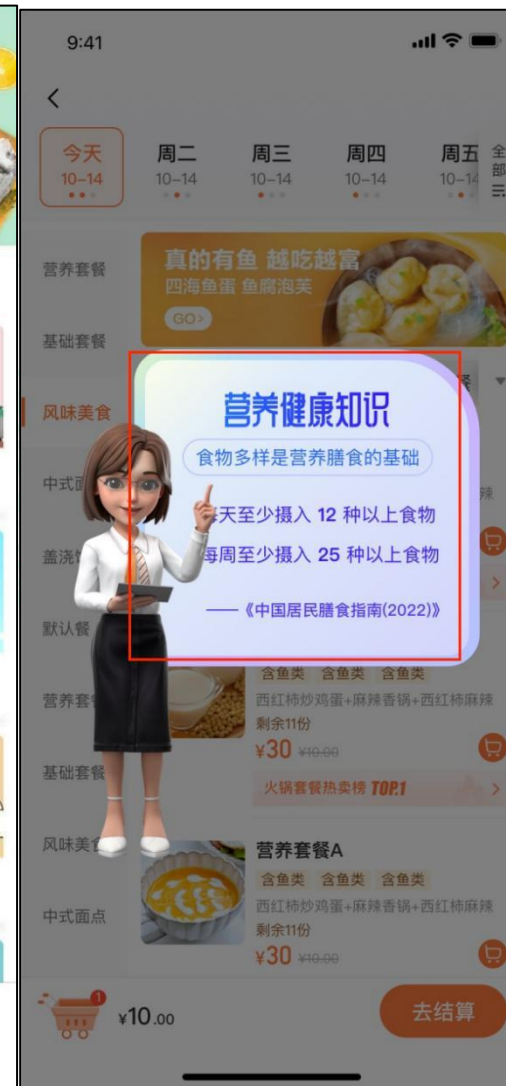 9:41
今天
10-14
周二
10-14
周三
10-14
周四
10-14
周五
10-14
全部
营养套餐
基础套餐
风味美食
中式面
盖浇
默认餐
营养套
基础套餐
风味美食
中式面点
真的有鱼 越吃越富
四海鱼蛋 鱼腐泡芙
GO>
营养健康知识
食物多样是营养膳食的基础
天至少摄入 12 种以上食物
每周至少摄入 25 种以上食物
——《中国居民膳食指南(2022)》
辣
含鱼类 含鱼类 含鱼类
西红柿炒鸡蛋+麻辣香锅+西红柿麻辣
剩余11份
¥30 ¥10.00
火锅套餐热卖榜 TOP.1
营养套餐A
含鱼类 含鱼类 含鱼类
西红柿炒鸡蛋+麻辣香锅+西红柿麻辣
剩余11份
¥30 ¥10.00
1
¥10.00
去结算